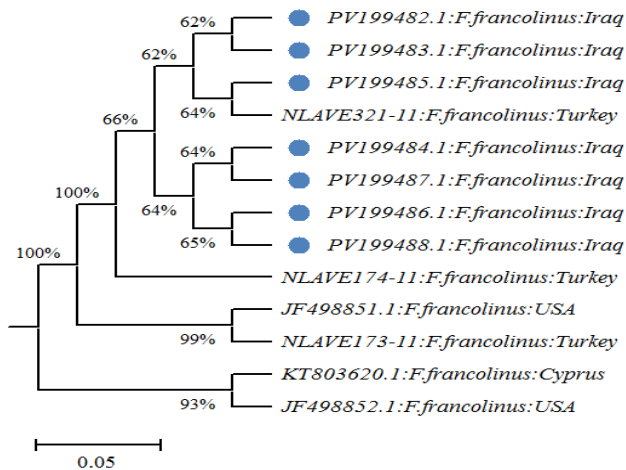 62%
PV199482.1:F.francolinus:Iraq
62%
PV199483.1:F.francolinus:Iraq
PV199485.1:F.francolinus:Iraq
66%
64%
NLAVE321-11:F.francolinus:Turkey
64%
PV199484.1:F.francolinus:Iraq
PV199487.1:F.francolinus:Iraq
100%
64%
PV199486.1:F.francolinus:Iraq
65%
PV199488.1:F.francolinus:Iraq
100%
NLAVE174-11:F.francolinus:Turkey
JF498851.1:F.francolinus:USA
99%
NLAVE173-11:F.francolinus:Turkey
KT803620.1:F.francolinus:Cyprus
93%
JF498852.1:F.francolinus:USA
0.05